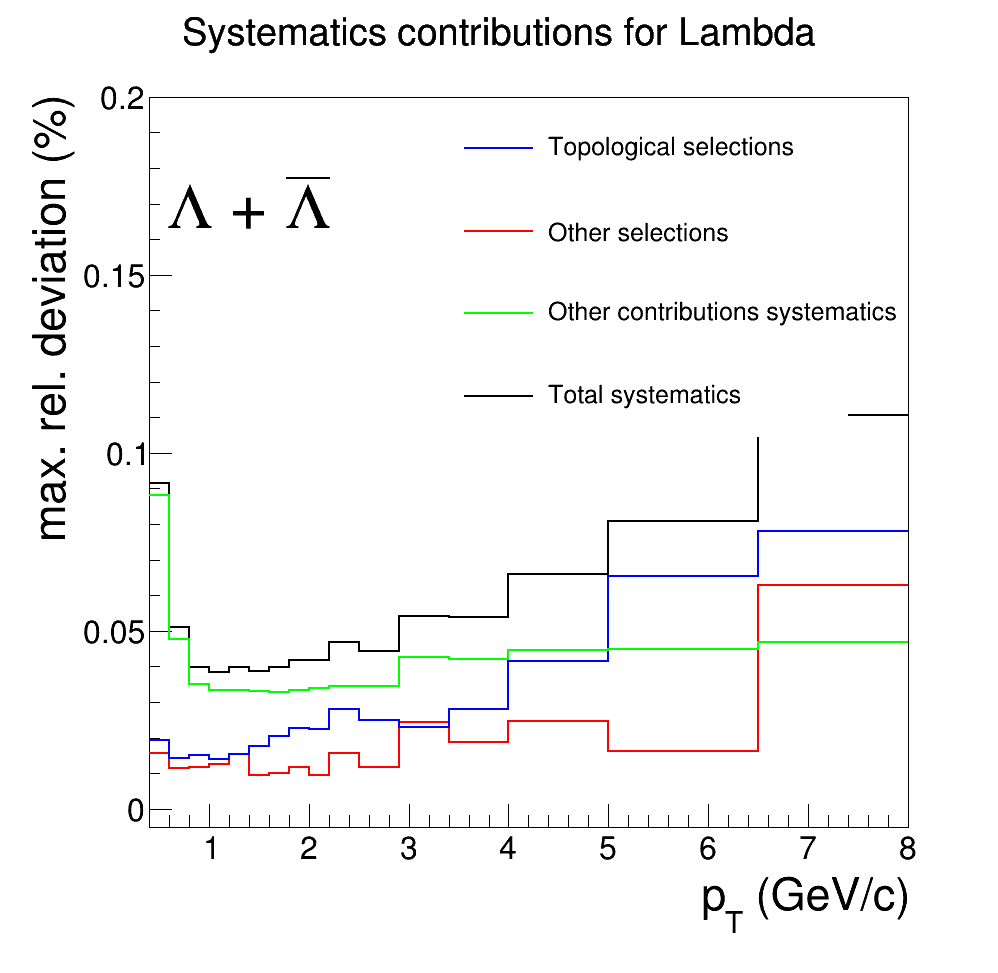 Systematics contributions for Lambda
max. rel. deviation (%)
0.2
0.15
0.1
0.05
0
Λ + Λ̅
Topological selections
Other selections
Other contributions systematics
Total systematics
1 2 3 4 5 6 7 8
p_T (GeV/c)